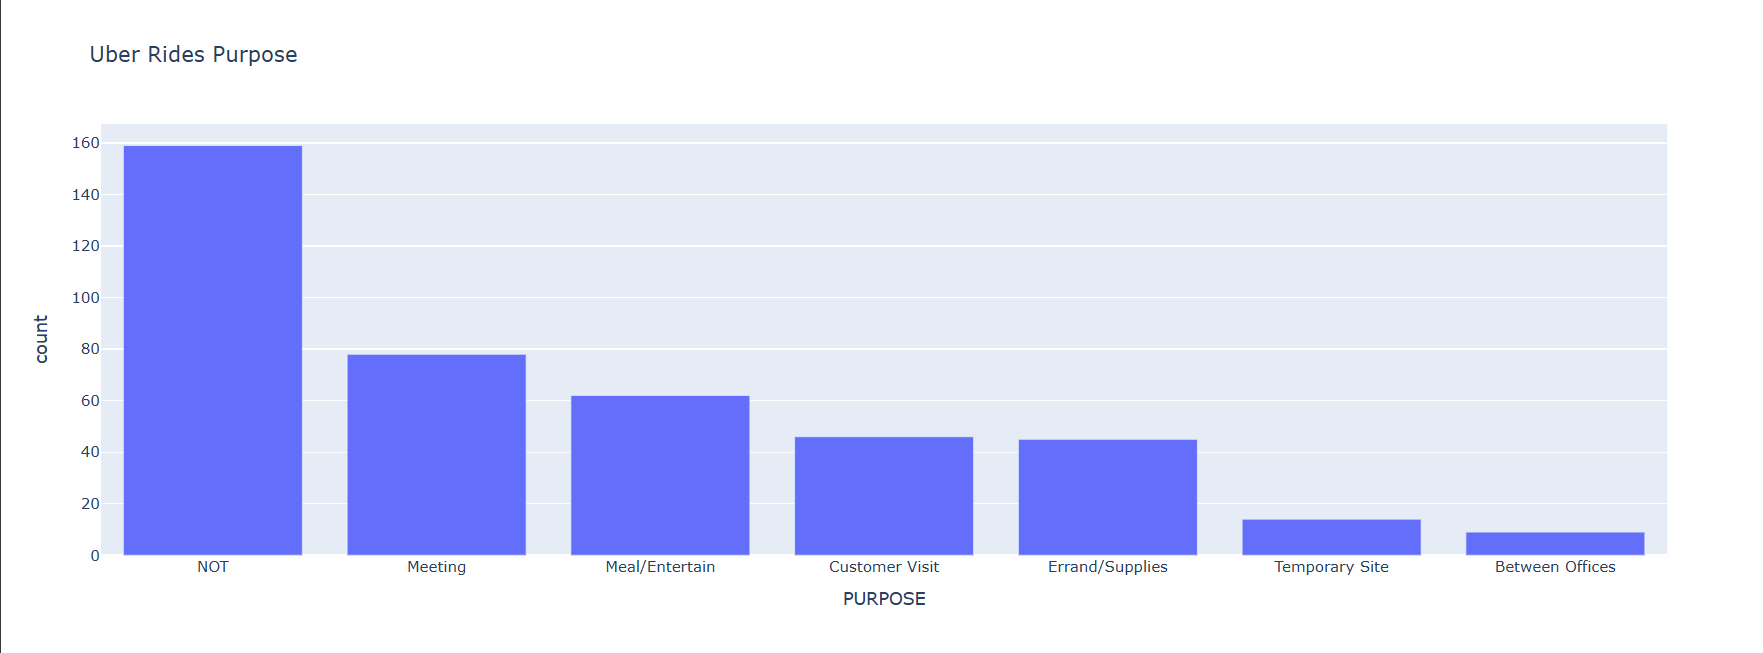 Uber Rides Purpose
160
140
120
100
80
60
40
20
0
count
NOT Meeting Meal/Entertain Customer Visit Errand/Supplies Temporary Site Between Offices
PURPOSE